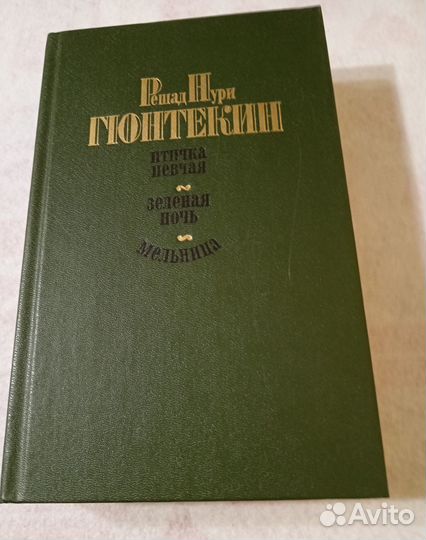 Решад Нури
ГЮНТЕКИН
птичка
певчая
зеленая
ночь
мельница
Avito